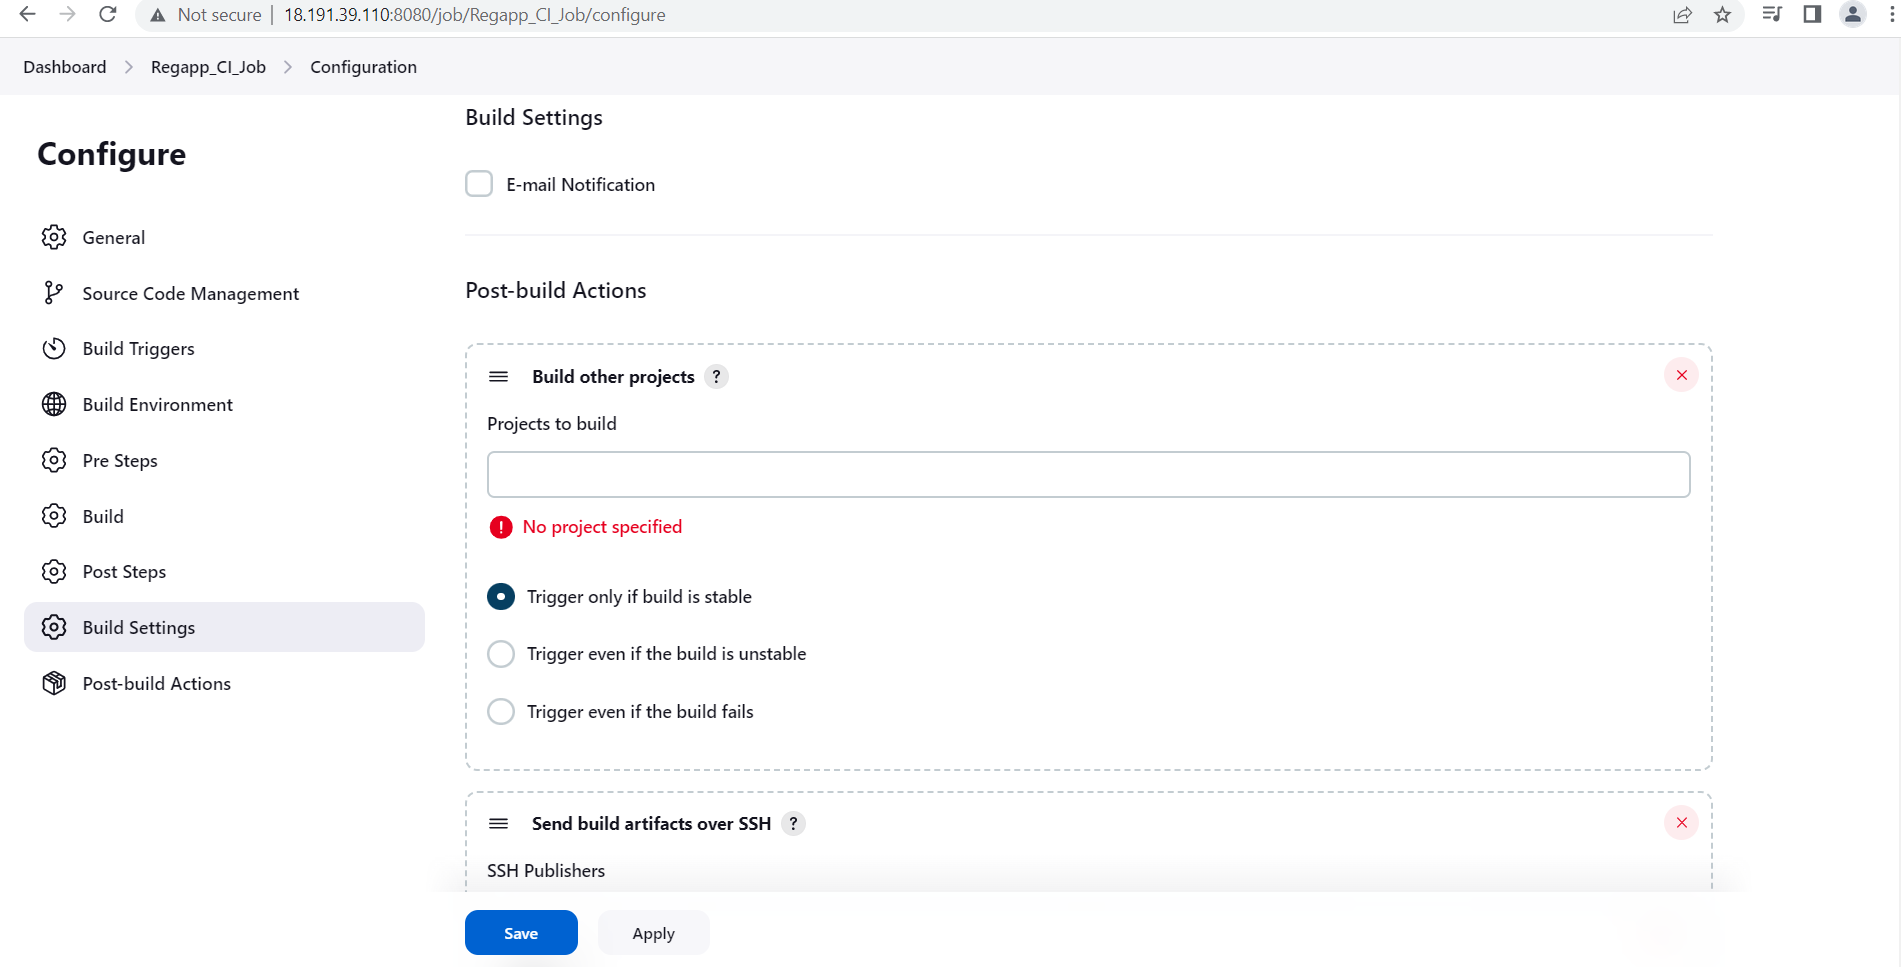 Not secure | 18.191.39.110:8080/job/Regapp_CI_Job/configure
Dashboard > Regapp_CI_Job > Configuration
Configure
General
Source Code Management
Build Triggers
Build Environment
Pre Steps
Build
Post Steps
Build Settings
Post-build Actions
Build Settings
E-mail Notification
Post-build Actions
Build other projects ?
Projects to build
! No project specified
Trigger only if build is stable
Trigger even if the build is unstable
Trigger even if the build fails
Send build artifacts over SSH ?
SSH Publishers
Save Apply